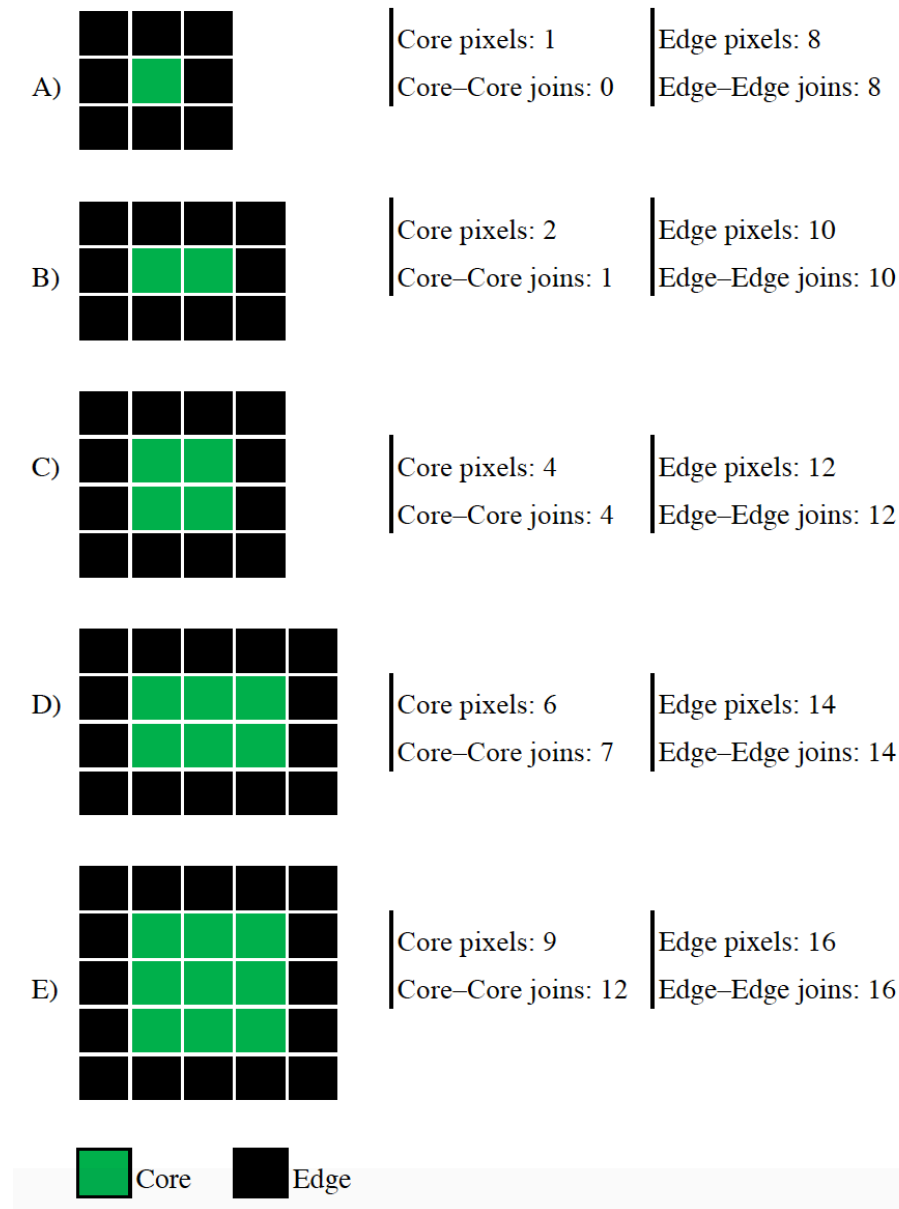 Core pixels: 1 Edge pixels: 8
A) Core–Core joins: 0 Edge–Edge joins: 8
Core pixels: 2 Edge pixels: 10
B) Core–Core joins: 1 Edge–Edge joins: 10
C) Core pixels: 4 Edge pixels: 12
Core–Core joins: 4 Edge–Edge joins: 12
D) Core pixels: 6 Edge pixels: 14
Core–Core joins: 7 Edge–Edge joins: 14
Core pixels: 9 Edge pixels: 16
E) Core–Core joins: 12 Edge–Edge joins: 16
Core Edge